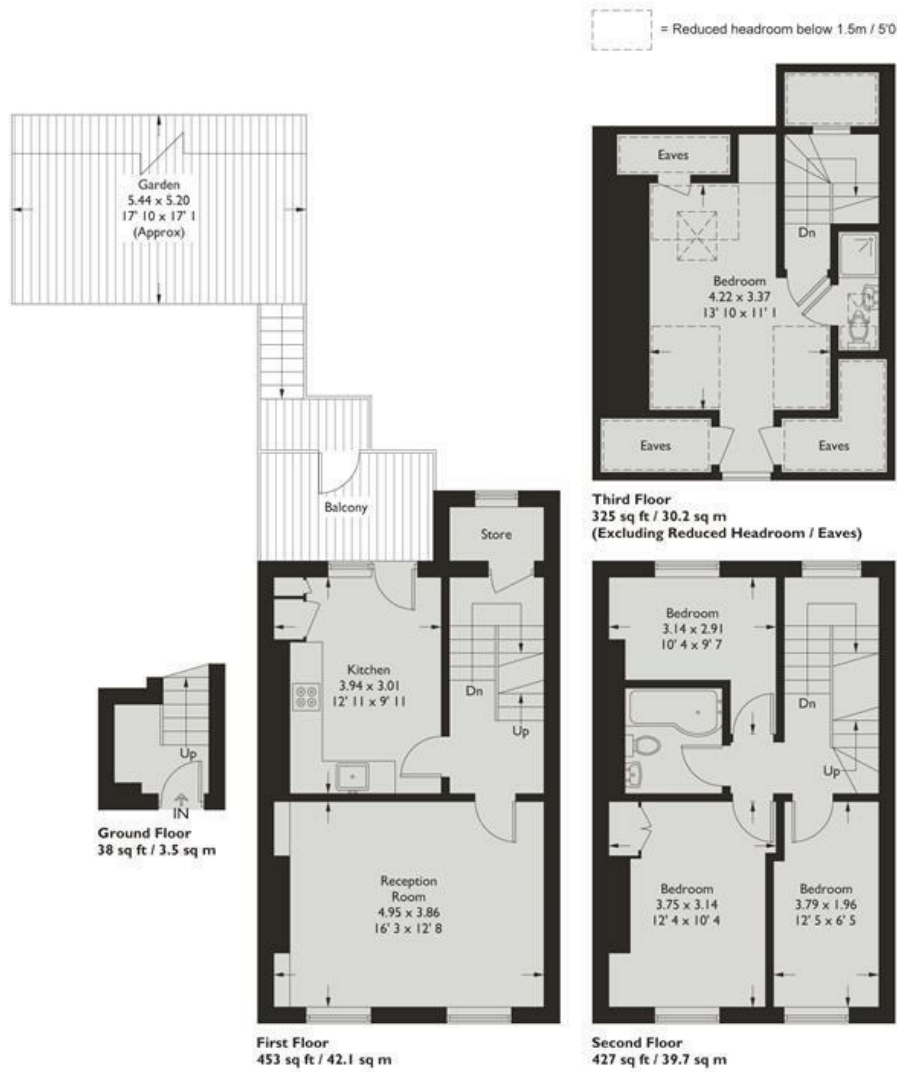 = Reduced headroom below 1.5m / 5'0
Garden
5.44 x 5.20
17' 10 x 17' 1
(Approx)
Balcony
Store
Kitchen
3.94 x 3.01
12' 11 x 9' 11
Dn
Up
Reception
Room
4.95 x 3.86
16' 3 x 12' 8
First Floor
453 sq ft / 42.1 sq m
Up
IN
Ground Floor
38 sq ft / 3.5 sq m
Eaves
Dn
Bedroom
4.22 x 3.37
13' 10 x 11' 1
Eaves
Eaves
Third Floor
325 sq ft / 30.2 sq m
(Excluding Reduced Headroom / Eaves)
Bedroom
3.14 x 2.91
10' 4 x 9' 7
Dn
Up
Bedroom
3.75 x 3.14
12' 4 x 10' 4
Bedroom
3.79 x 1.96
12' 5 x 6' 5
Second Floor
427 sq ft / 39.7 sq m